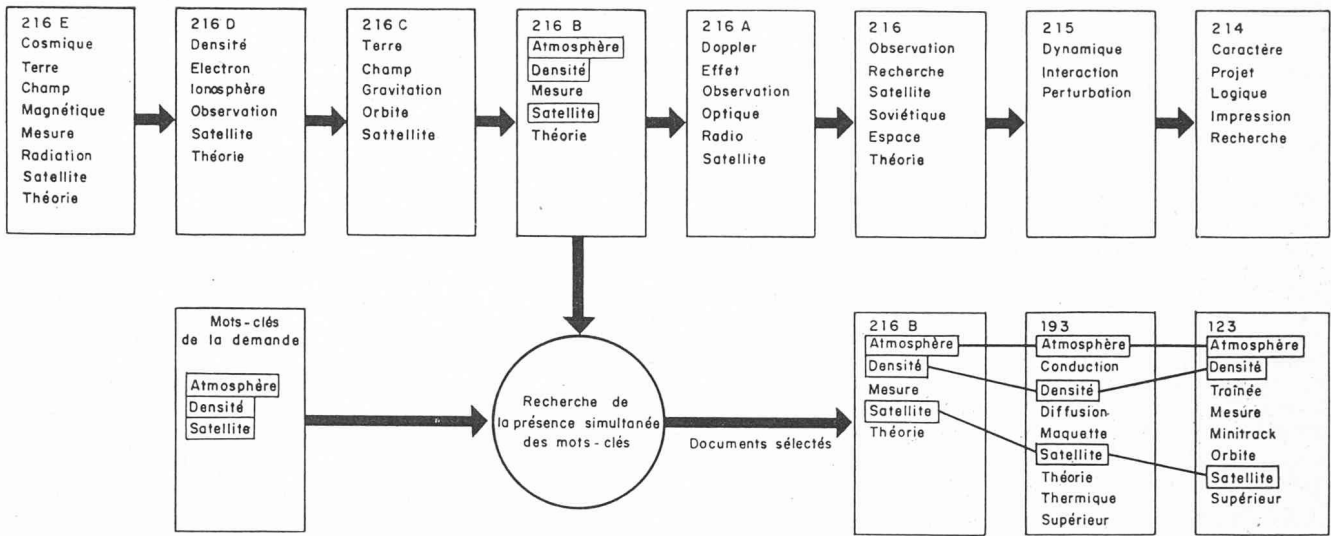 216 E
Cosmique
Terre
Champ
Magnétique
Mesure
Radiation
Satellite
Théorie
216 D
Densité
Electron
Ionosphère
Observation
Satellite
Théorie
216 C
Terre
Champ
Gravitation
Orbite
Sattellite
216 B
Atmosphère
Densité
Mesure
Satellite
Théorie
216 A
Doppler
Effet
Observation
Optique
Radio
Satellite
216
Observation
Recherche
Satellite
Soviétique
Espace
Théorie
215
Dynamique
Interaction
Perturbation
214
Caractère
Projet
Logique
Impression
Recherche
Mots-clés
de la demande
Atmosphère
Densité
Satellite
Recherche de
la présence simultanée
des mots-clés
Documents sélectés
216 B
Atmosphère
Densité
Mesure
Satellite
Théorie
193
Atmosphère
Conduction
Densité
Diffusion
Maquette
Satellite
Théorie
Thermique
Supérieur
123
Atmosphère
Densité
Traînée
Mesure
Minitrack
Orbite
Satellite
Supérieur